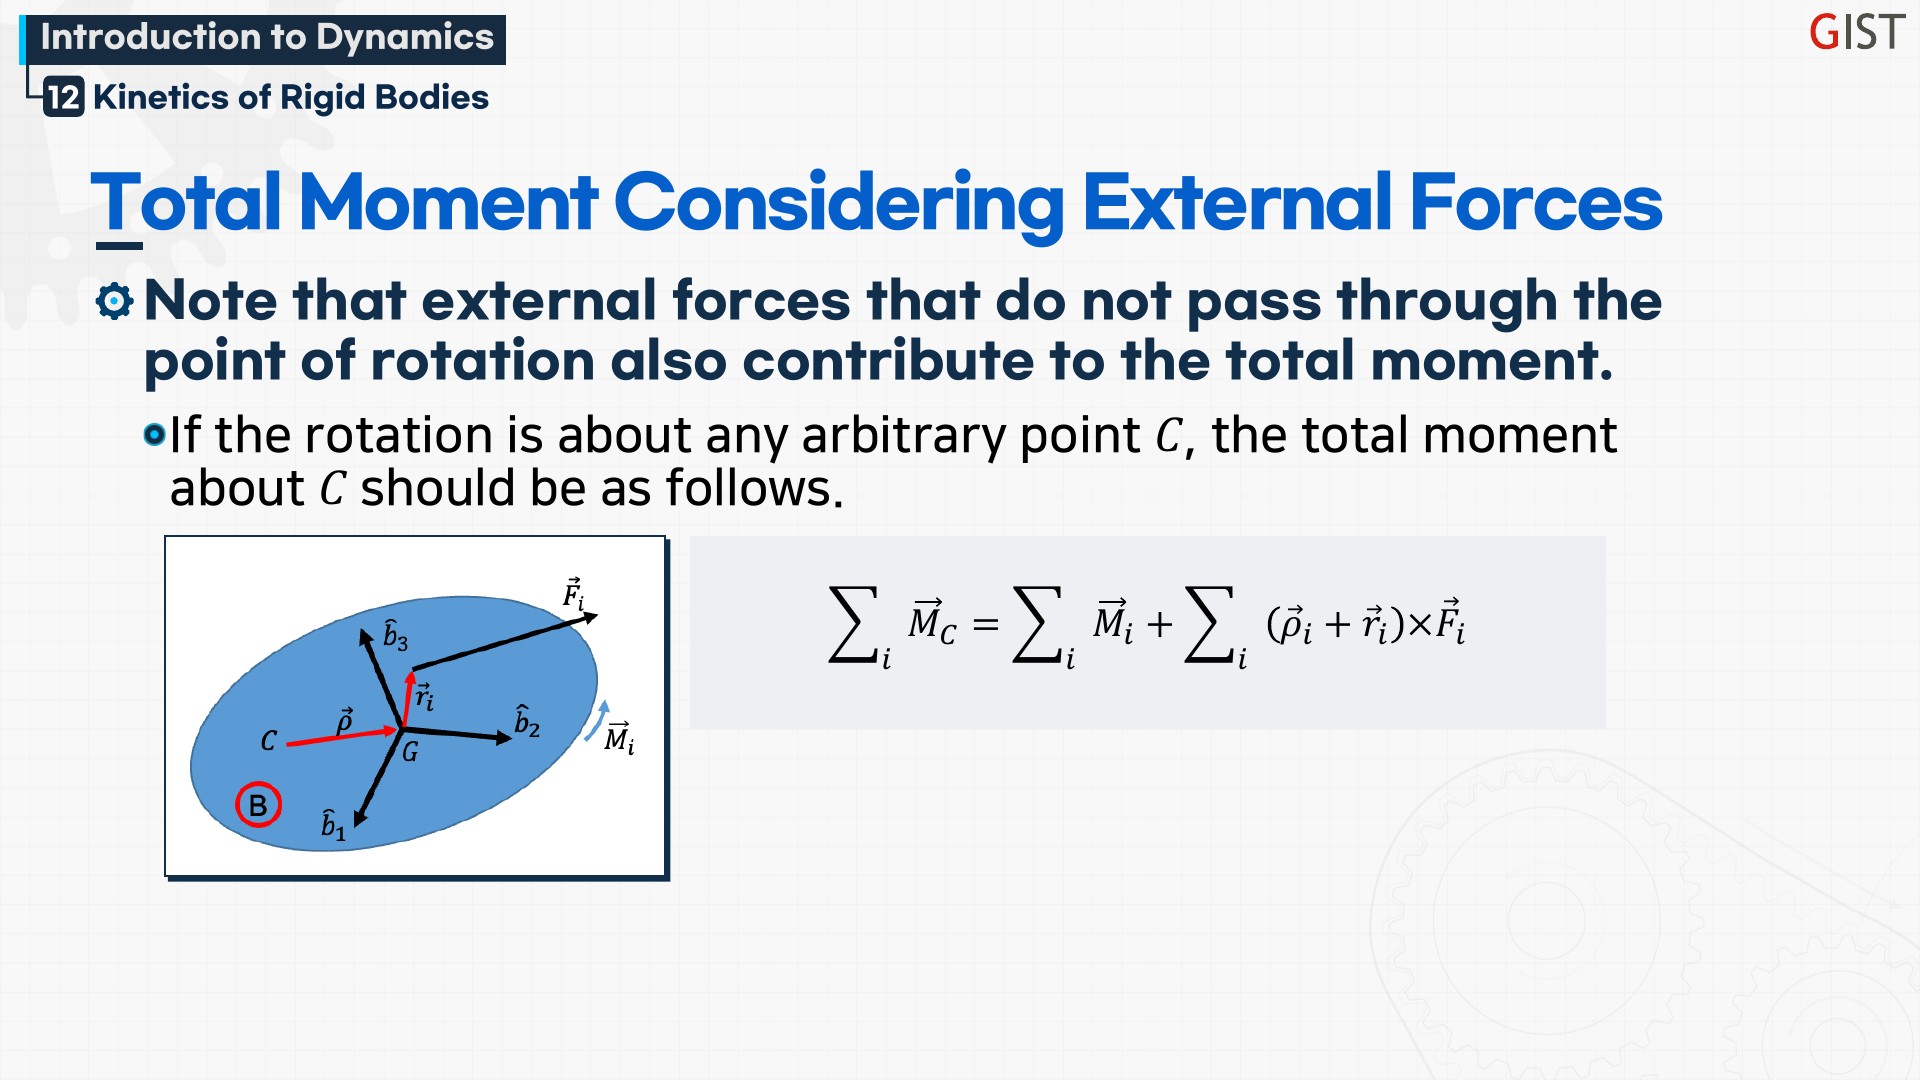 Introduction to Dynamics
GIST
12 Kinetics of Rigid Bodies
Total Moment Considering External Forces
Note that external forces that do not pass through the
point of rotation also contribute to the total moment.
If the rotation is about any arbitrary point C, the total moment
about C should be as follows.
F⃗ᵢ
b̂₃
r⃗ᵢ
ρ⃗
b̂₂
C
G
M⃗ᵢ
B
b̂₁
∑ᵢ M⃗_C = ∑ᵢ M⃗ᵢ + ∑ᵢ (ρ⃗ᵢ + r⃗ᵢ)×F⃗ᵢ